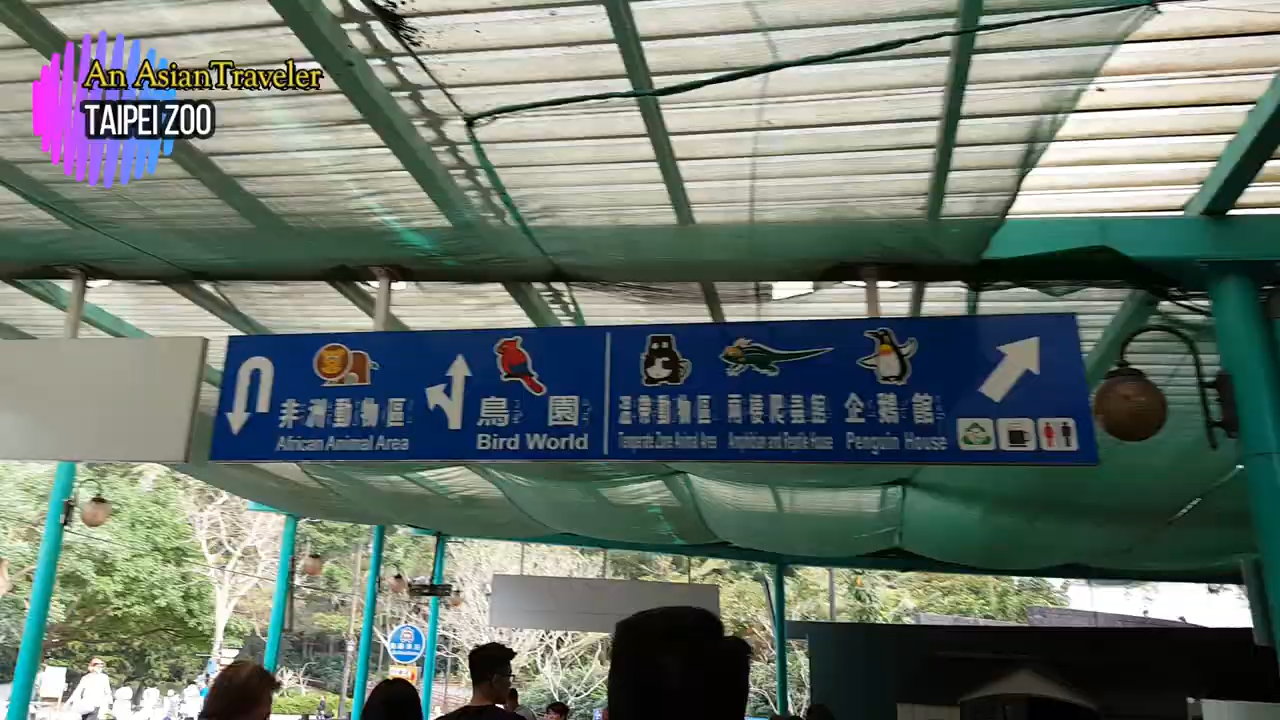 An AsianTraveler
TAIPEI ZOO
非洲動物區
African Animal Area
鳥園
Bird World
溫帶動物區
Temperate Zone Animal Area
兩棲爬蟲館
Amphibian and Reptile House
企鵝館
Penguin House